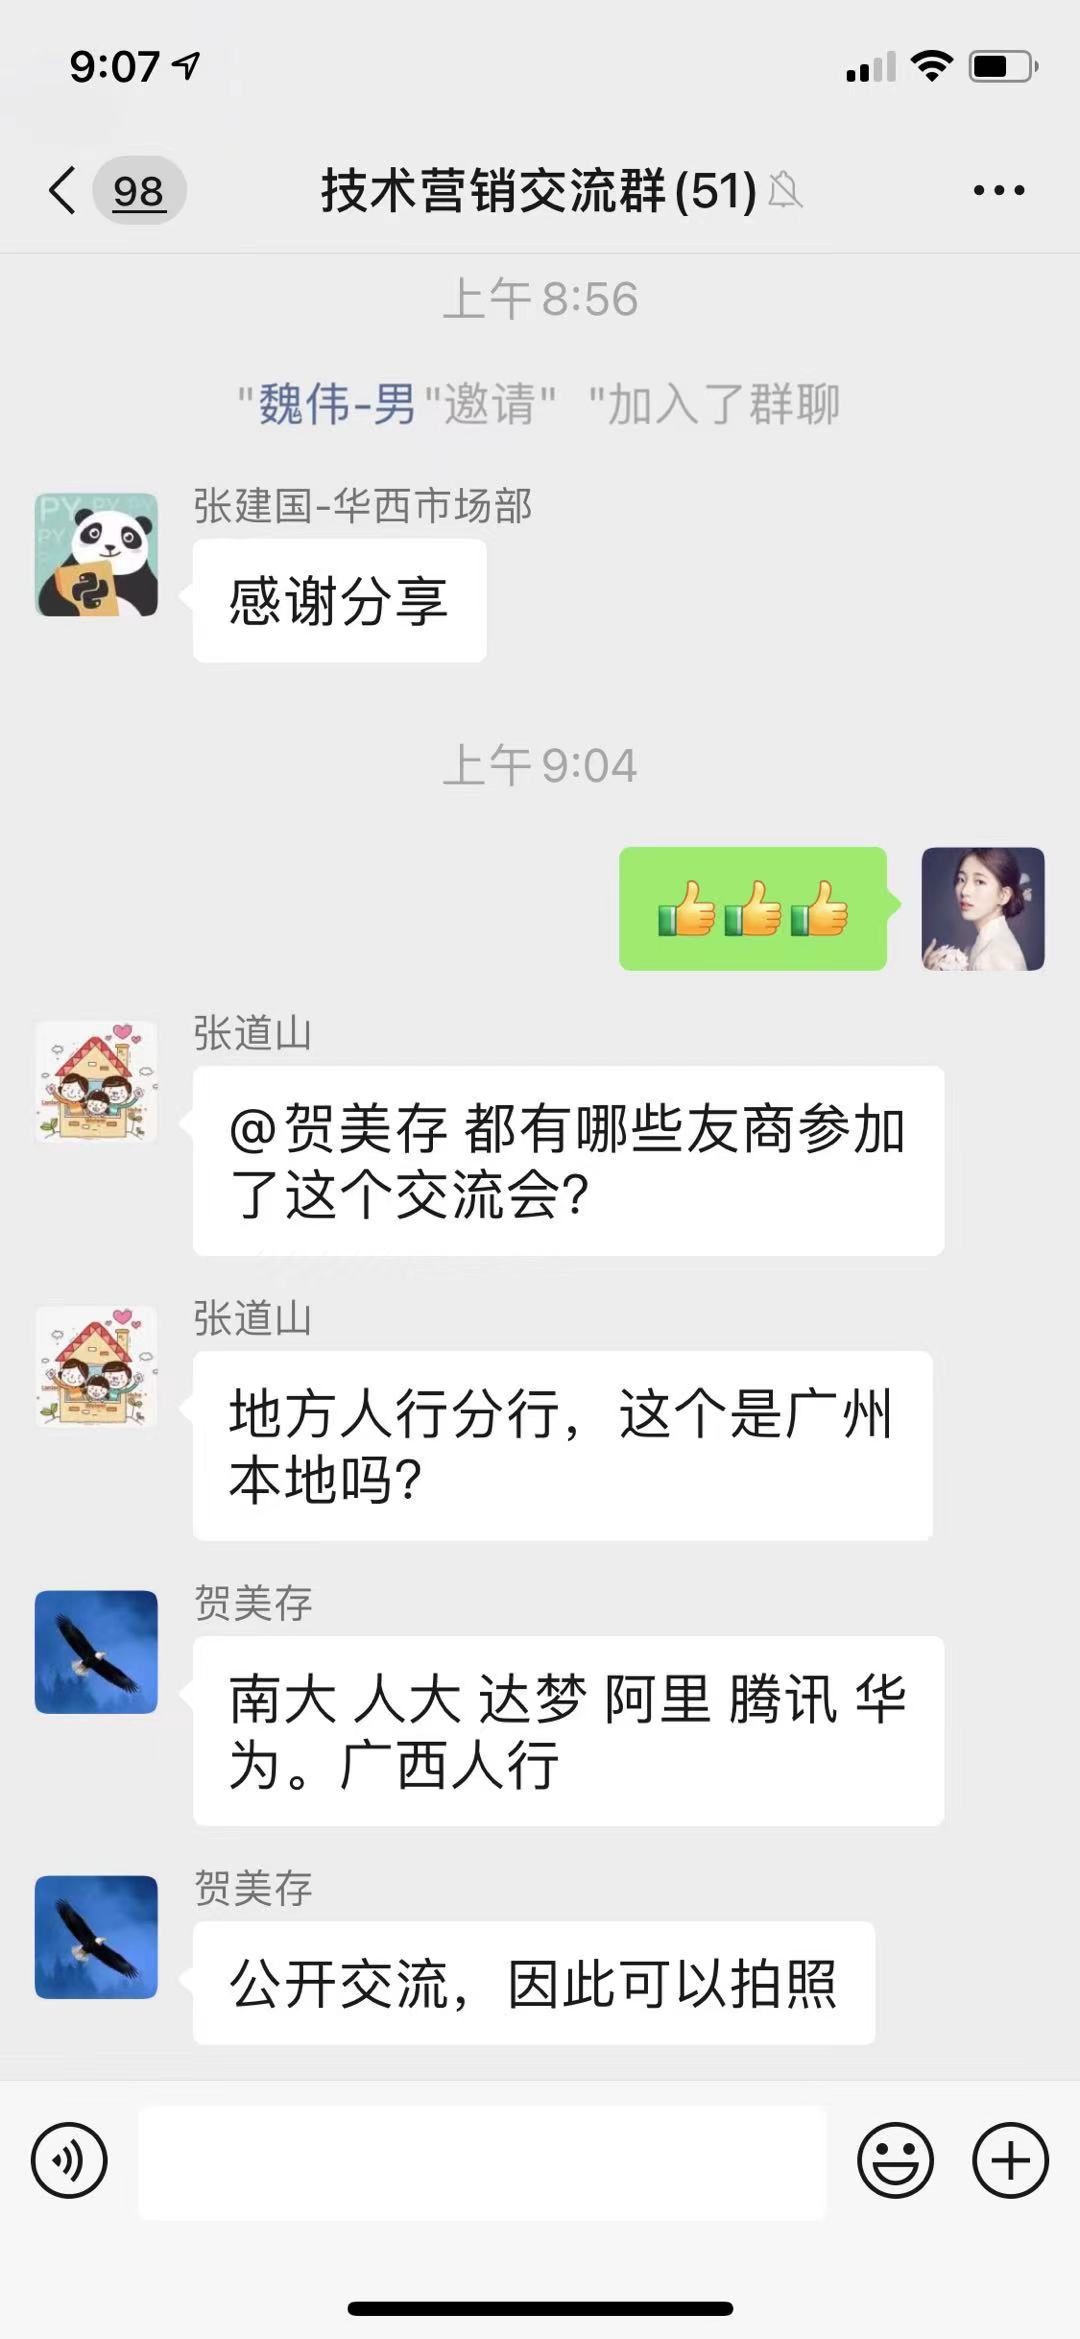 9:07
98
技术营销交流群(51)
上午 8:56
"魏伟-男"邀请" "加入了群聊
张建国-华西市场部
感谢分享
上午 9:04
张道山
@贺美存 都有哪些友商参加
了这个交流会?
张道山
地方人行分行，这个是广州
本地吗?
贺美存
南大 人大 达梦 阿里 腾讯 华
为。广西人行
贺美存
公开交流，因此可以拍照